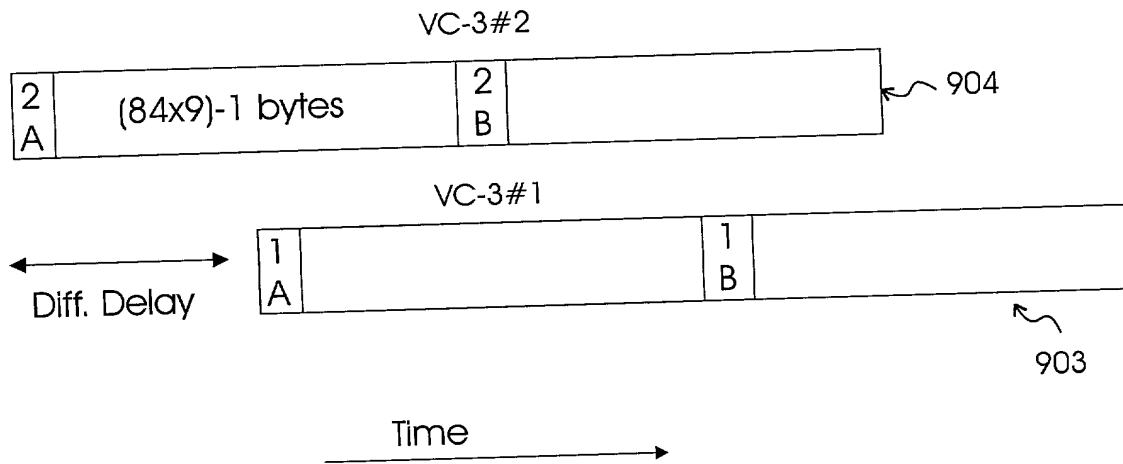 VC-3#2
2
A
(84x9)-1 bytes
2
B
904
VC-3#1
1
A
1
B
Diff. Delay
903
Time